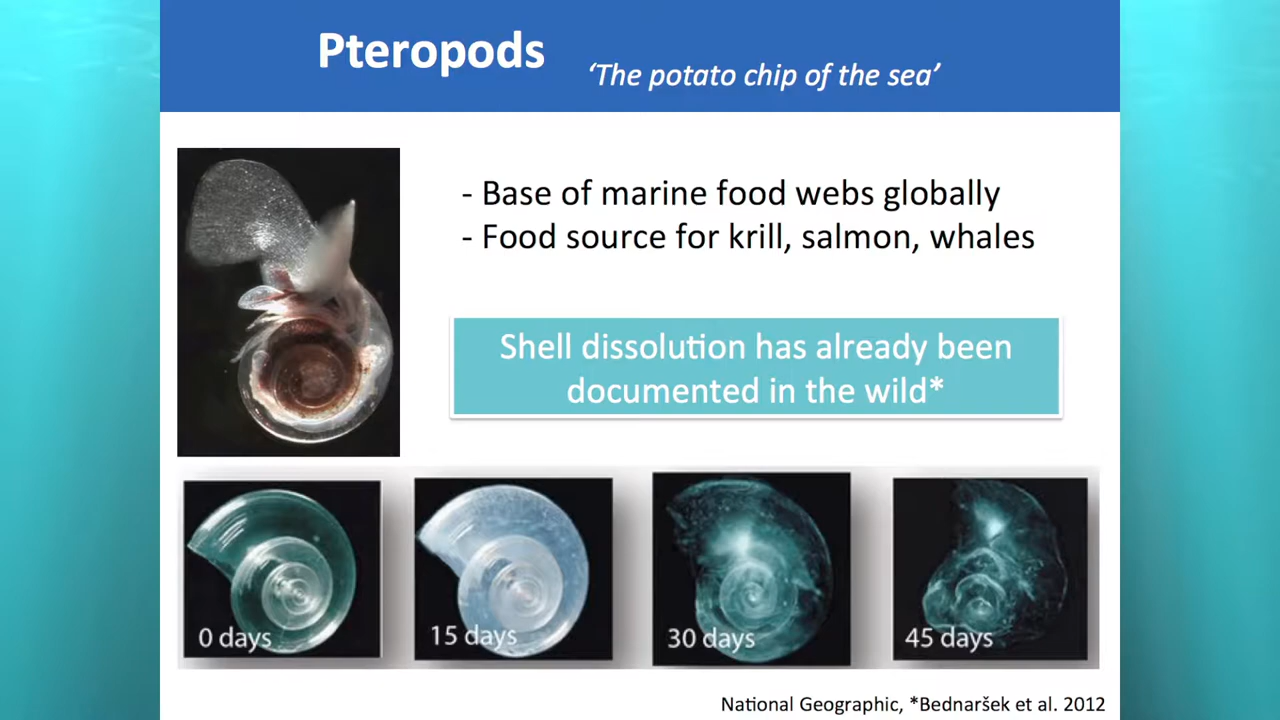 Pteropods
‘The potato chip of the sea’
- Base of marine food webs globally
- Food source for krill, salmon, whales
Shell dissolution has already been
documented in the wild*
0 days
15 days
30 days
45 days
National Geographic, *Bednaršek et al. 2012